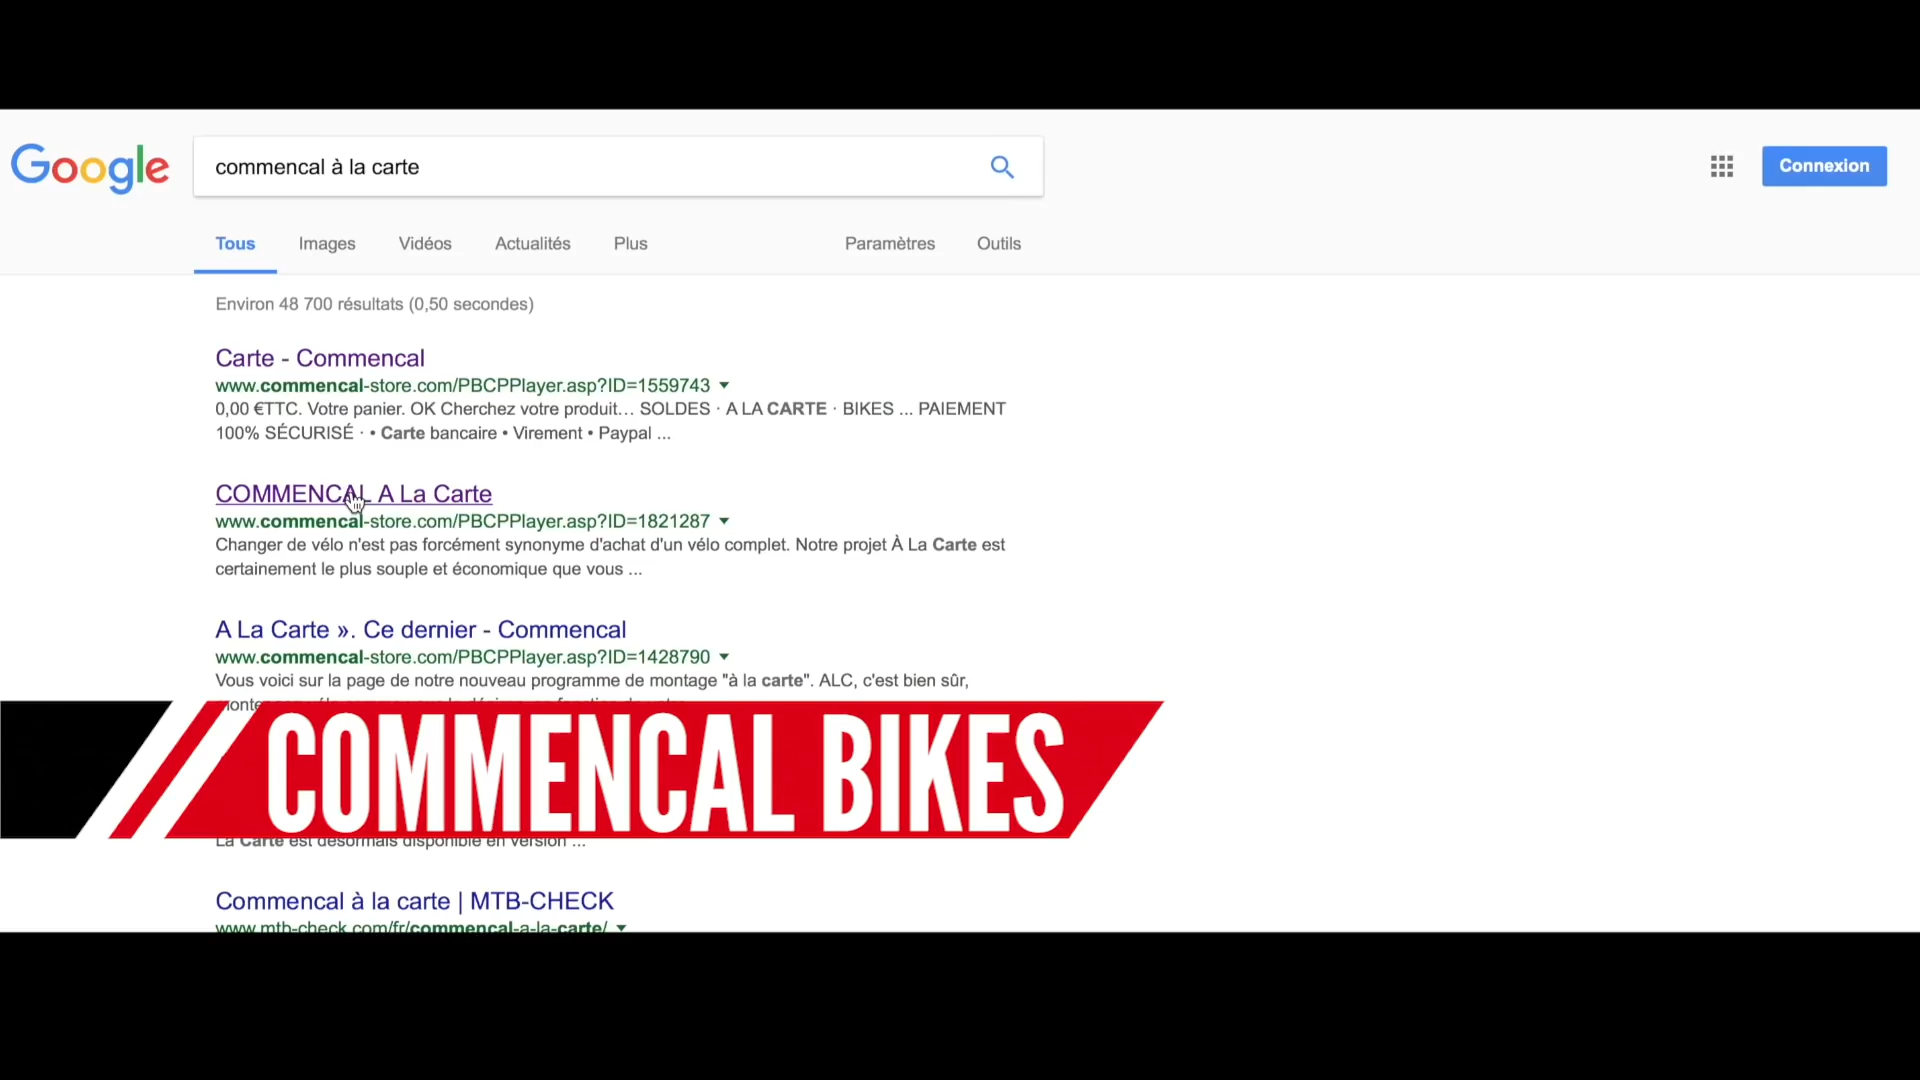 Google
commencal à la carte
Connexion
Tous Images Vidéos Actualités Plus Paramètres Outils
Environ 48 700 résultats (0,50 secondes)
Carte - Commencal
www.commencal-store.com/PBCPPlayer.asp?ID=1559743
0,00 €TTC. Votre panier. OK Cherchez votre produit… SOLDES · A LA CARTE · BIKES ... PAIEMENT
100% SÉCURISÉ · • Carte bancaire • Virement • Paypal ...
COMMENCAL A La Carte
www.commencal-store.com/PBCPPlayer.asp?ID=1821287
Changer de vélo n'est pas forcément synonyme d'achat d'un vélo complet. Notre projet À La Carte est
certainement le plus souple et économique que vous ...
A La Carte ». Ce dernier - Commencal
www.commencal-store.com/PBCPPlayer.asp?ID=1428790
Vous voici sur la page de notre nouveau programme de montage "à la carte". ALC, c'est bien sûr,
COMMENCAL BIKES
La Carte est désormais disponible en version ...
Commencal à la carte | MTB-CHECK
www.mtb-check.com/fr/commencal-a-la-carte/